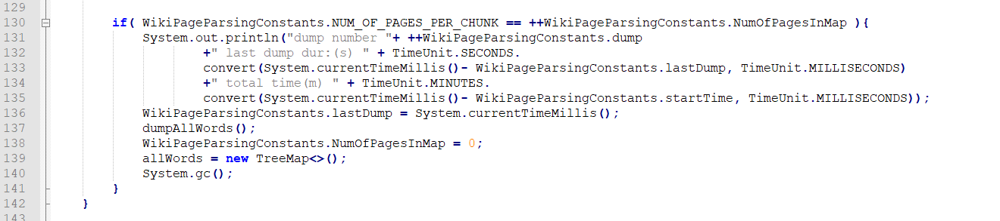 129
130 if( WikiPageParsingConstants.NUM_OF_PAGES_PER_CHUNK == ++WikiPageParsingConstants.NumOfPagesInMap ){
131 System.out.println("dump number "+ ++WikiPageParsingConstants.dump
132 +" last dump dur:(s) " + TimeUnit.SECONDS.
133 convert(System.currentTimeMillis()- WikiPageParsingConstants.lastDump, TimeUnit.MILLISECONDS)
134 +" total time(m) " + TimeUnit.MINUTES.
135 convert(System.currentTimeMillis()- WikiPageParsingConstants.startTime, TimeUnit.MILLISECONDS));
136 WikiPageParsingConstants.lastDump = System.currentTimeMillis();
137 dumpAllWords();
138 WikiPageParsingConstants.NumOfPagesInMap = 0;
139 allWords = new TreeMap<>();
140 System.gc();
141 }
142 }
143